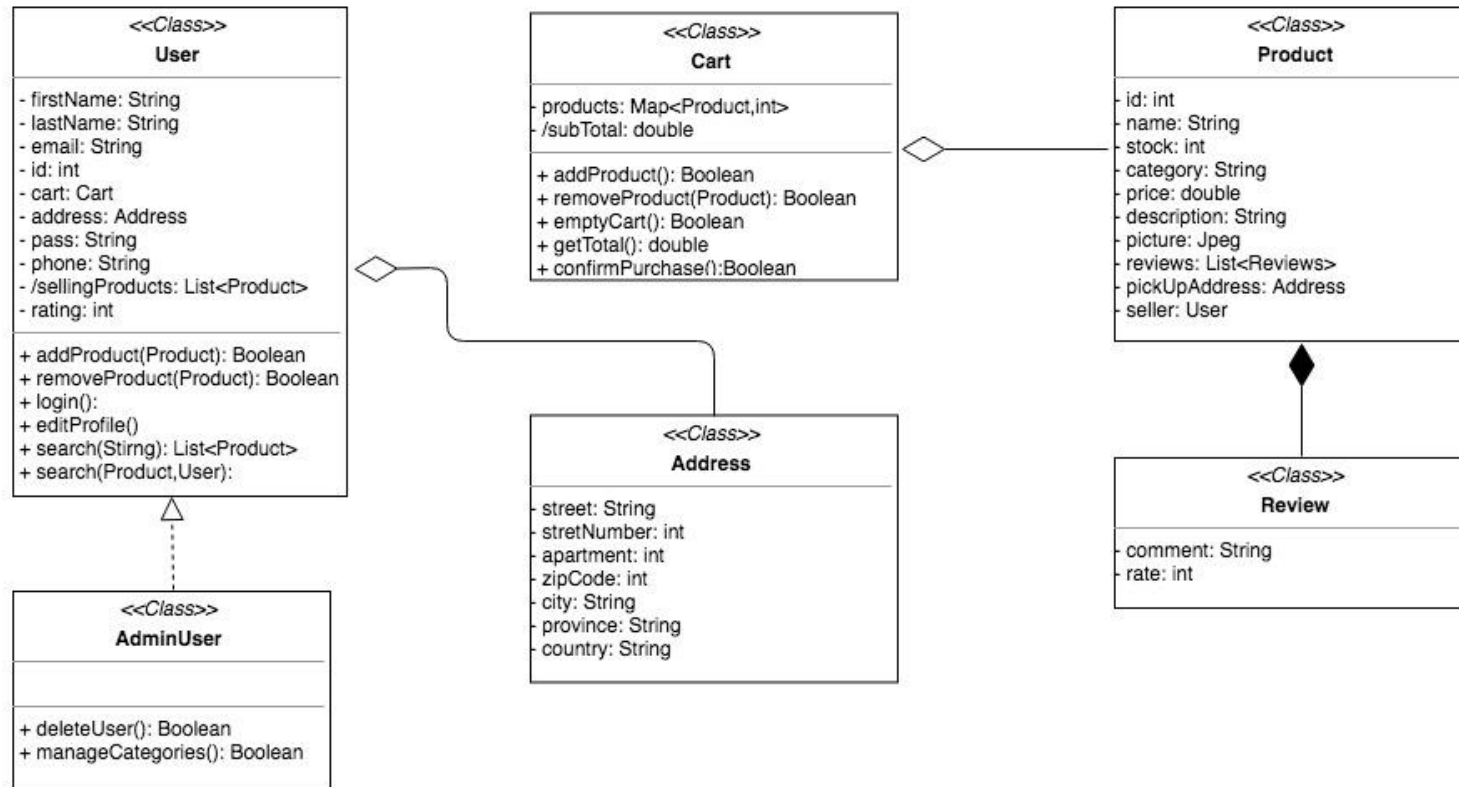 <<Class>>
User
- firstName: String
- lastName: String
- email: String
- id: int
- cart: Cart
- address: Address
- pass: String
- phone: String
- /sellingProducts: List<Product>
- rating: int
+ addProduct(Product): Boolean
+ removeProduct(Product): Boolean
+ login():
+ editProfile()
+ search(Stirng): List<Product>
+ search(Product,User):
<<Class>>
AdminUser
+ deleteUser(): Boolean
+ manageCategories(): Boolean
<<Class>>
Cart
- products: Map<Product,int>
- /subTotal: double
+ addProduct(): Boolean
+ removeProduct(Product): Boolean
+ emptyCart(): Boolean
+ getTotal(): double
+ confirmPurchase():Boolean
<<Class>>
Address
- street: String
- stretNumber: int
- apartment: int
- zipCode: int
- city: String
- province: String
- country: String
<<Class>>
Product
- id: int
- name: String
- stock: int
- category: String
- price: double
- description: String
- picture: Jpeg
- reviews: List<Reviews>
- pickUpAddress: Address
- seller: User
<<Class>>
Review
- comment: String
- rate: int